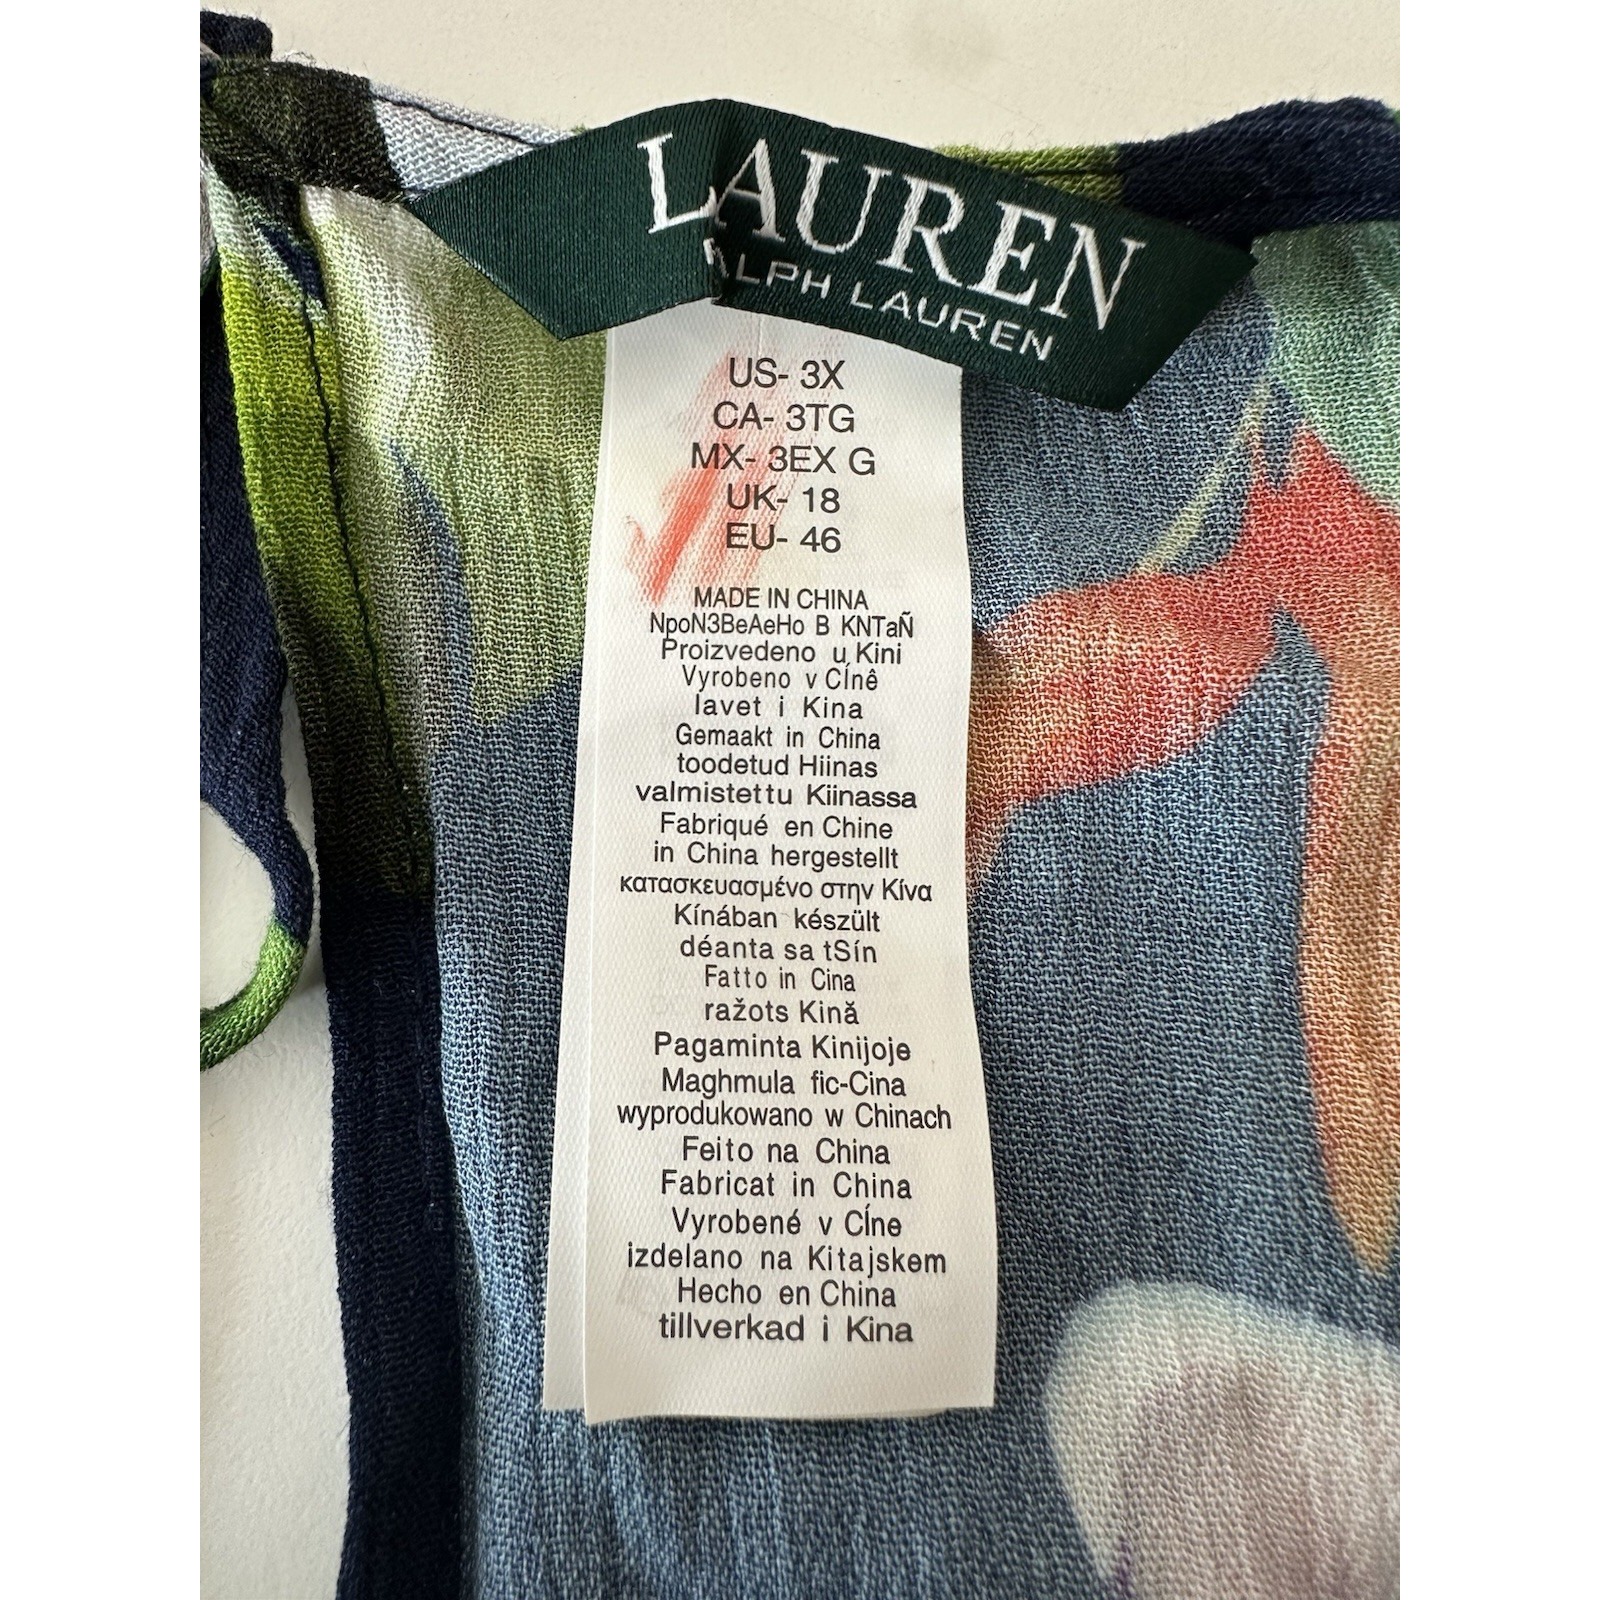 LAUREN
RALPH LAUREN
US- 3X
CA- 3TG
MX- 3EX G
UK- 18
EU- 46
MADE IN CHINA
NpoN3BeAeHo B KNTaÑ
Proizvedeno u Kini
Vyrobeno v CÍnê
lavet i Kina
Gemaakt in China
toodetud Hiinas
valmistettu Kiinassa
Fabriqué en Chine
in China hergestellt
κατασκευασμένο στην Κίνα
Kínában készült
déanta sa tSín
Fatto in Cina
ražots Kină
Pagaminta Kinijoje
Maghmula fic-Cina
wyprodukowano w Chinach
Feito na China
Fabricat in China
Vyrobené v CÍne
izdelano na Kitajskem
Hecho en China
tillverkad i Kina